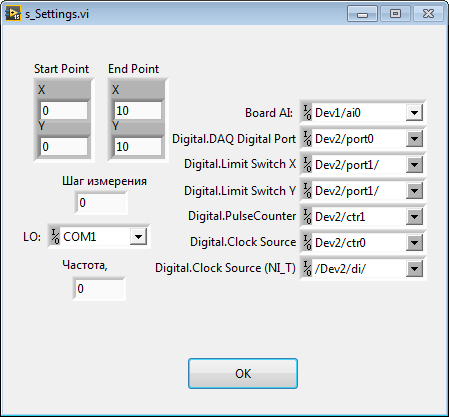 s_Settings.vi
Start Point End Point
X X
0 10
Y Y
0 10
Шаг измерения
0
LO: COM1
Частота,
0
Board AI: Dev1/ai0
Digital.DAQ Digital Port Dev2/port0
Digital.Limit Switch X Dev2/port1/
Digital.Limit Switch Y Dev2/port1/
Digital.PulseCounter Dev2/ctr1
Digital.Clock Source Dev2/ctr0
Digital.Clock Source (NI_T) /Dev2/di/
OK